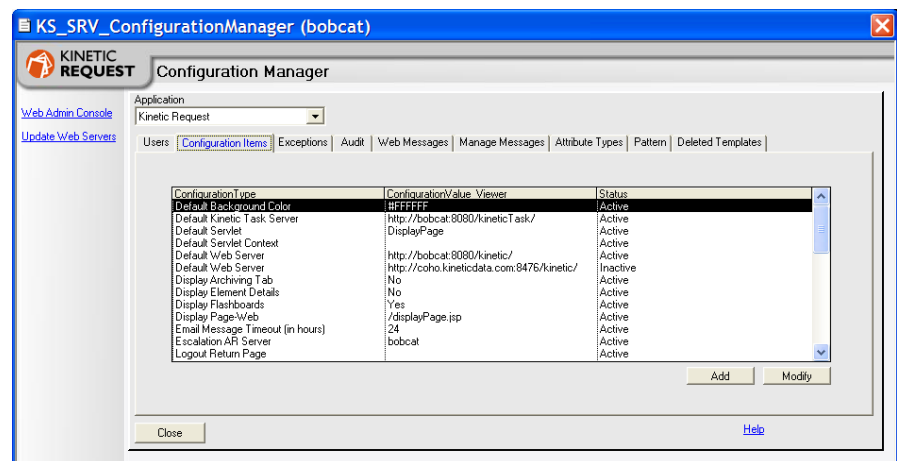 KS_SRV_ConfigurationManager (bobcat)
KINETIC
REQUEST
Configuration Manager
Web Admin Console
Update Web Servers
Application
Kinetic Request
Users Configuration Items Exceptions Audit Web Messages Manage Messages Attribute Types Pattern Deleted Templates
ConfigurationType ConfigurationValue_Viewer Status
Default Background Color #FFFFFF Active
Default Kinetic Task Server http://bobcat:8080/kineticTask/ Active
Default Servlet DisplayPage Active
Default Servlet Context Active
Default Web Server http://bobcat:8080/kinetic/ Active
Default Web Server http://coho.kineticdata.com:8476/kinetic/ Inactive
Display Archiving Tab No Active
Display Element Details No Active
Display Flashboards Yes Active
Display Page-Web /displayPage.jsp Active
Email Message Timeout (in hours) 24 Active
Escalation AR Server bobcat Active
Logout Return Page Active
Add Modify
Close Help